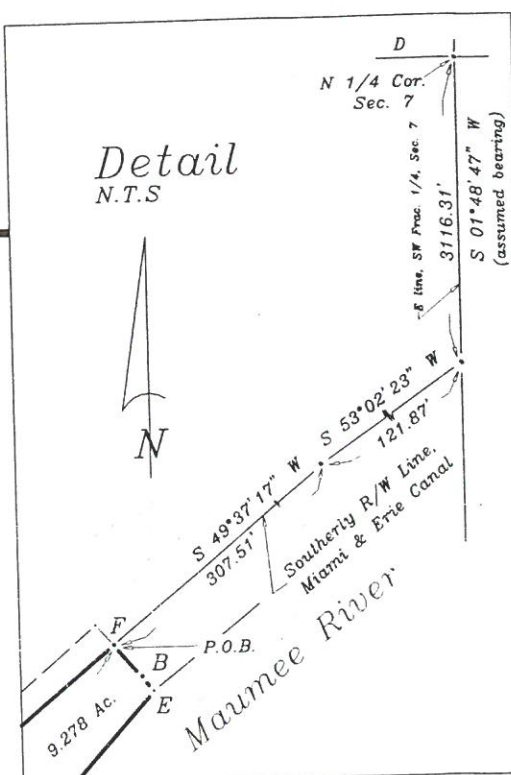 D
N 1/4 Cor.
Sec. 7
Detail
N.T.S
E line, SW Frac. 1/4, Sec. 7
3116.31'
S 01°48'47" W
(assumed bearing)
N
S 53°02'23" W
121.87'
S 49°37'17" W
307.51'
Southerly R/W Line,
Miami & Erie Canal
Maumee River
F
P.O.B.
B
E
9.278 Ac.